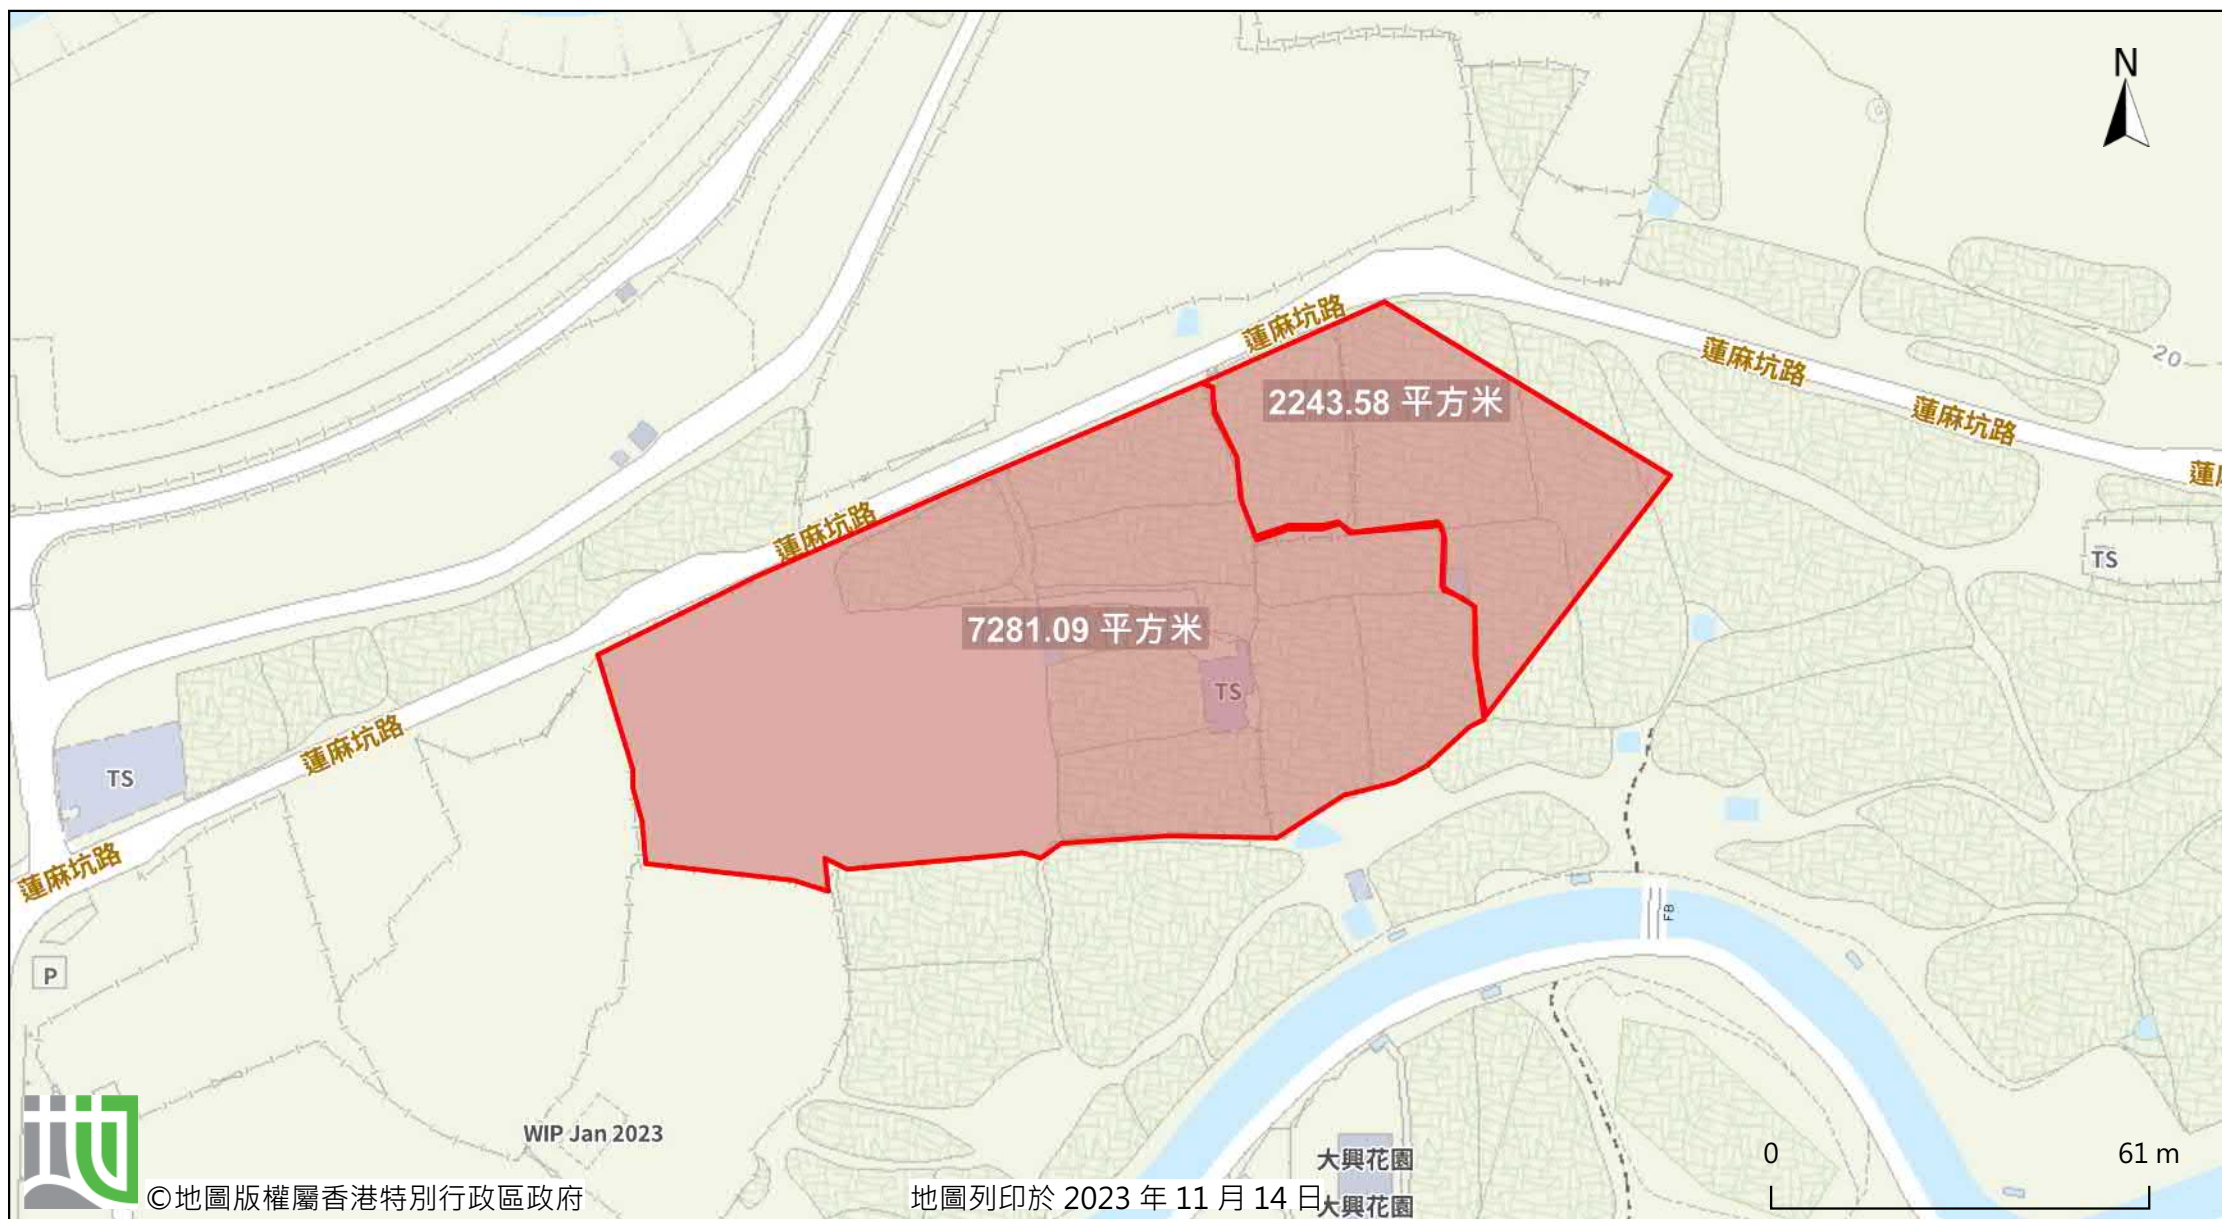 N
蓮麻坑路
蓮麻坑路
2243.58 平方米
蓮麻坑路
蓮
20
蓮麻坑路
TS
7281.09 平方米
TS
蓮麻坑路
TS
蓮麻坑路
FB
P
WIP Jan 2023
大興花園
0
61 m
©地圖版權屬香港特別行政區政府
地圖列印於 2023 年 11 月 14 日
大興花園